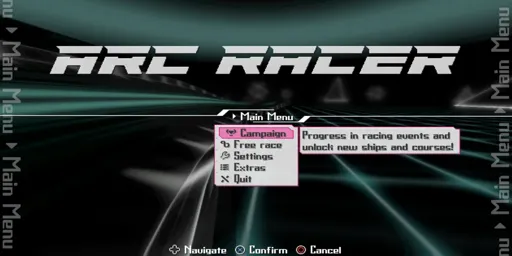 ARC RACER
Main Menu
Campaign
Free race
Settings
Extras
Quit
Progress in racing events and
unlock new ships and courses!
Navigate Confirm Cancel
Main Menu Main Menu
Main Menu Main Menu